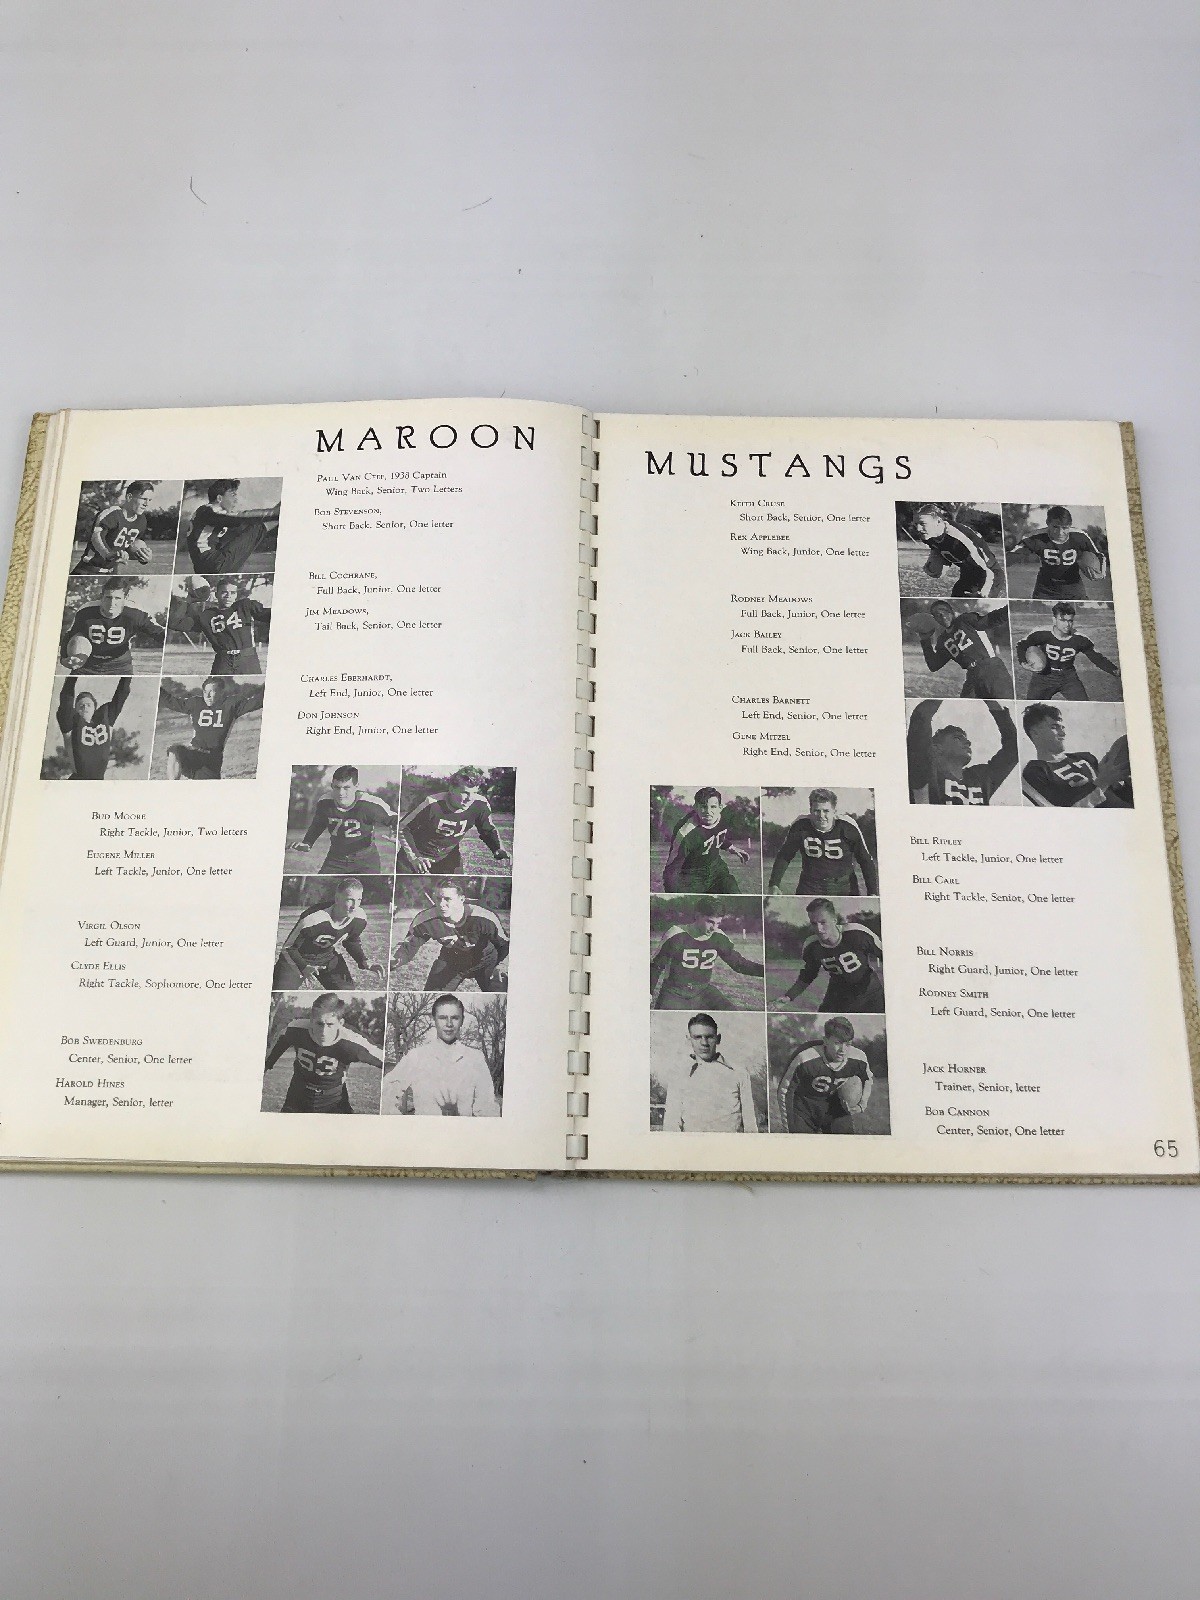 MAROON
Paul Van Cyee, 1938 Captain
Wing Back, Senior, Two Letters
Bob Stevenson,
Short Back, Senior, One letter
Bill Cochrane,
Full Back, Junior, One letter
Jim Meadows,
Tail Back, Senior, One letter
Charles Eberhardt,
Left End, Junior, One letter
Don Johnson
Right End, Junior, One letter
63
69
64
68
61
Bud Moore
Right Tackle, Junior, Two letters
Eugene Miller
Left Tackle, Junior, One letter
Virgil Olson
Left Guard, Junior, One letter
Clyde Ellis
Right Tackle, Sophomore, One letter
Bob Swedenburg
Center, Senior, One letter
Harold Hines
Manager, Senior, letter
72
51
53
MUSTANGS
Keith Cruse
Short Back, Senior, One letter
Rex Applebee
Wing Back, Junior, One letter
Rodney Meadows
Full Back, Junior, One letter
Jack Bailey
Full Back, Senior, One letter
Charles Barnett
Left End, Senior, One letter
Gene Mitzel
Right End, Senior, One letter
59
62
52
55
57
70
65
52
58
67
Bill Ripley
Left Tackle, Junior, One letter
Bill Carl
Right Tackle, Senior, One letter
Bill Norris
Right Guard, Junior, One letter
Rodney Smith
Left Guard, Senior, One letter
Jack Horner
Trainer, Senior, letter
Bob Cannon
Center, Senior, One letter
65